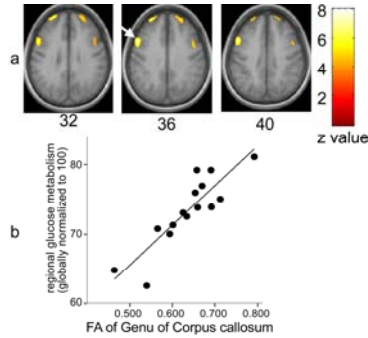 8
6
4
2
z value
a
32 36 40
regional glucose metabolism
(globally normalized to 100)
80
70
60
b
0.500 0.600 0.700 0.800
FA of Genu of Corpus callosum